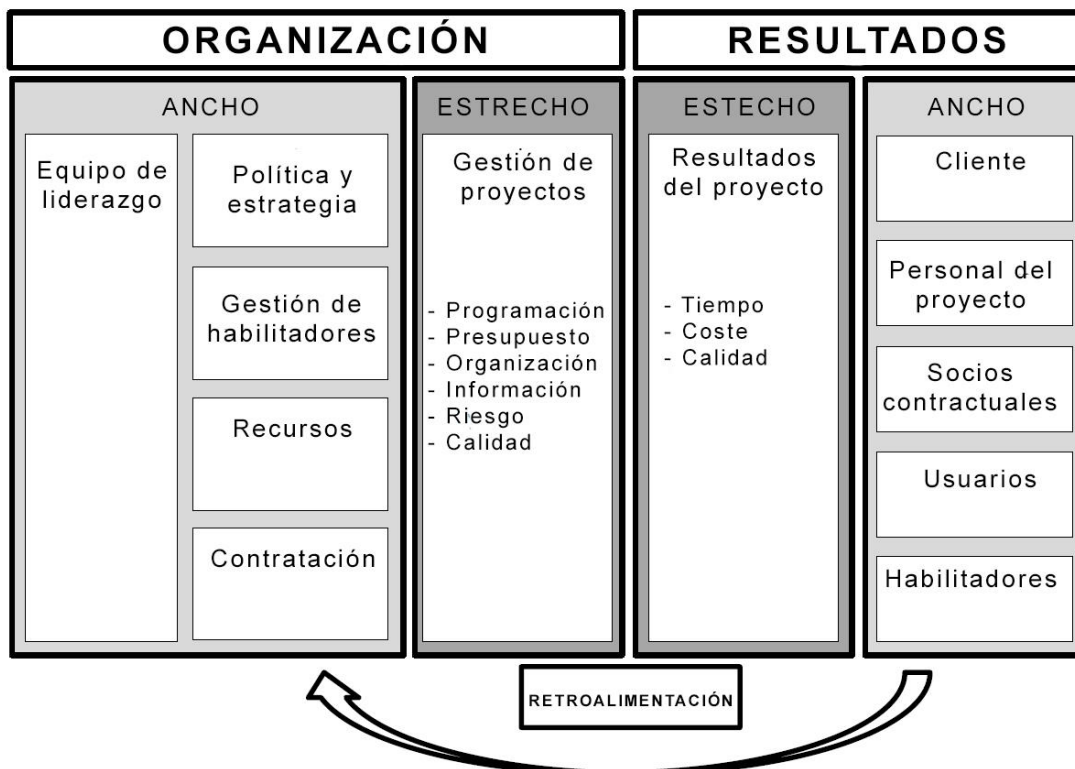 ORGANIZACIÓN
RESULTADOS
ANCHO
ESTRECHO
ESTECHO
ANCHO
Equipo de
liderazgo
Política y
estrategia
Gestión de
habilitadores
Recursos
Contratación
Gestión de
proyectos
- Programación
- Presupuesto
- Organización
- Información
- Riesgo
- Calidad
Resultados
del proyecto
- Tiempo
- Coste
- Calidad
Cliente
Personal del
proyecto
Socios
contractuales
Usuarios
Habilitadores
RETROALIMENTACIÓN